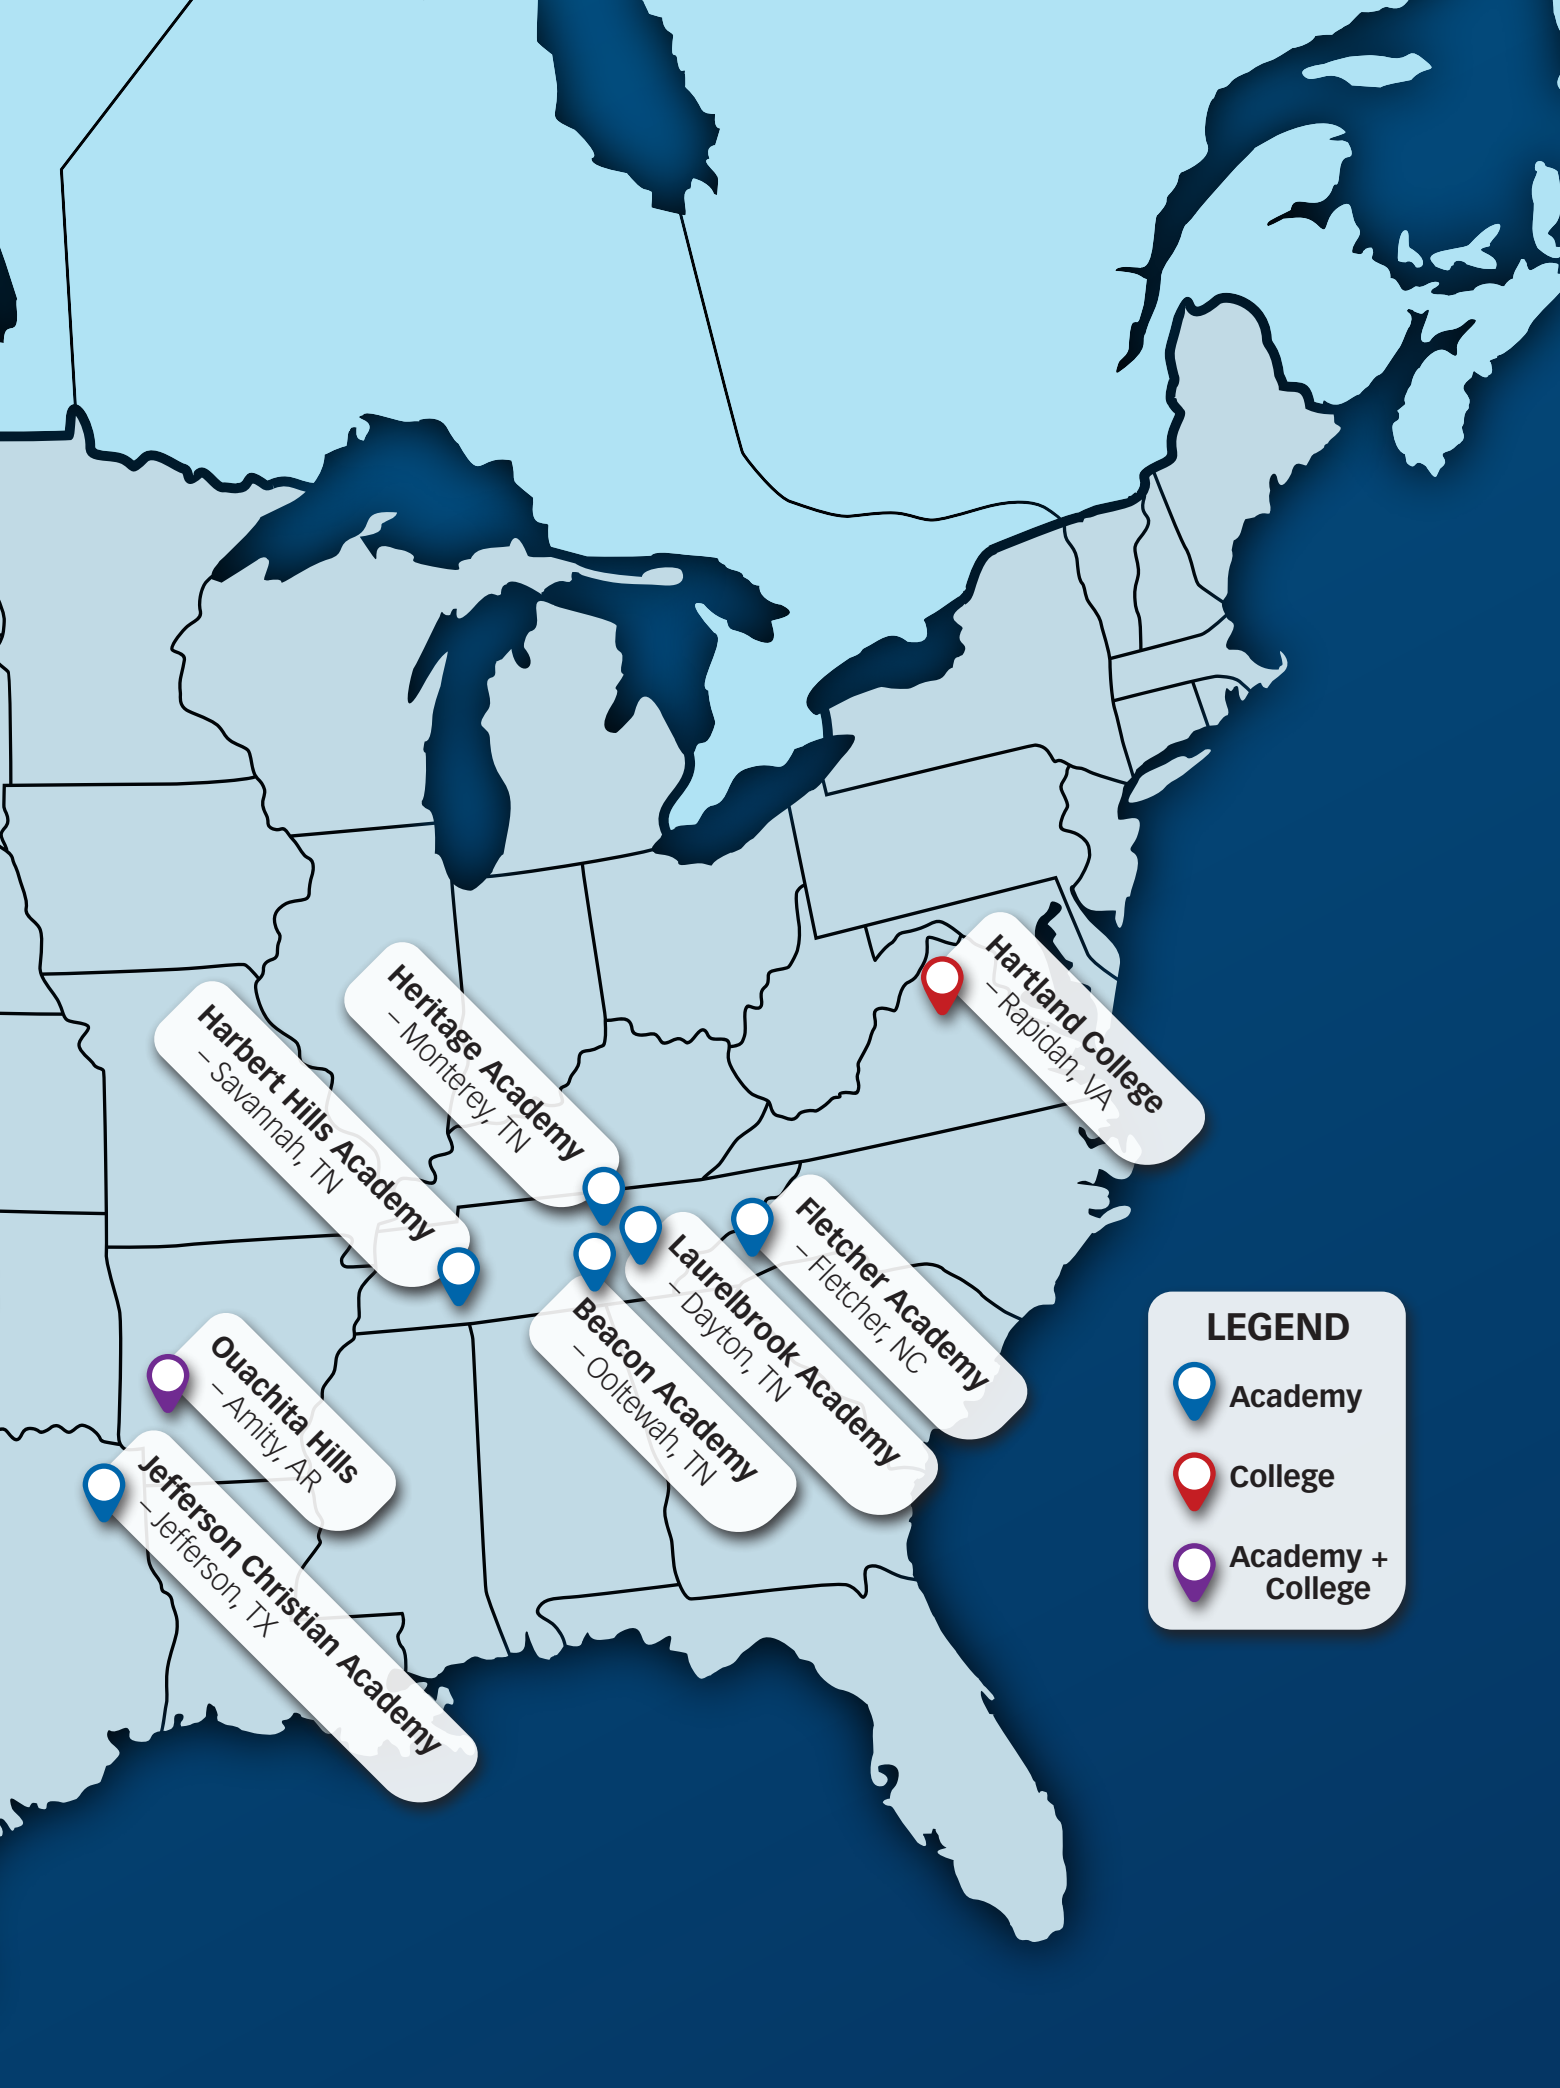 Hartland College
– Rapidan, VA
Heritage Academy
– Monterey, TN
Harbert Hills Academy
– Savannah, TN
Fletcher Academy
– Fletcher, NC
Laurelbrook Academy
– Dayton, TN
Beacon Academy
– Ooltewah, TN
Ouachita Hills
– Amity, AR
Jefferson Christian Academy
– Jefferson, TX
LEGEND
Academy
College
Academy +
College